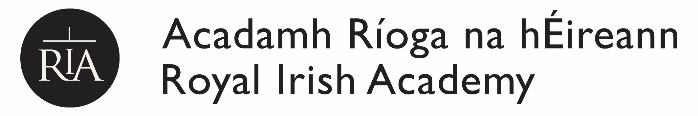 RIA
Acadamh Ríoga na hÉireann
Royal Irish Academy